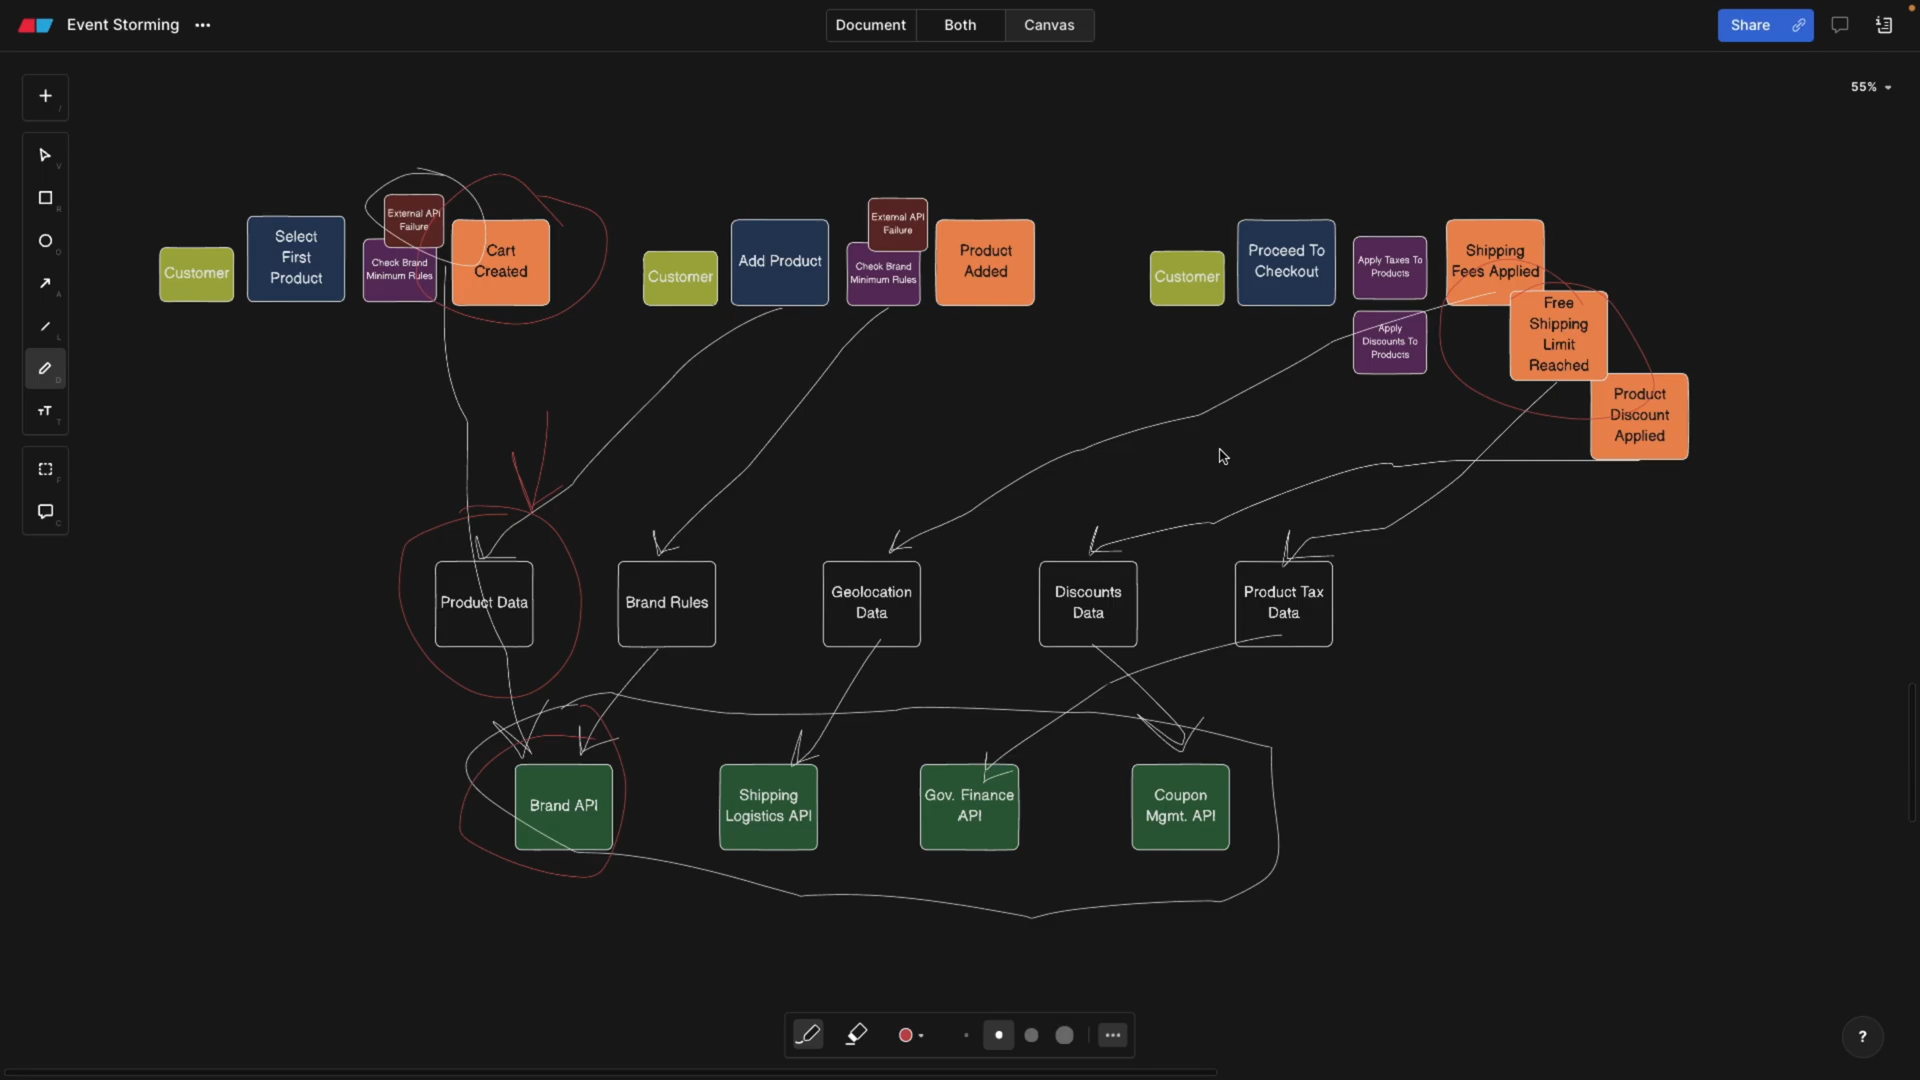 Event Storming
Document
Both
Canvas
Share
55%
V
R
O
A
L
D
T
F
C
Customer
Select
First
Product
External API
Failure
Check Brand
Minimum Rules
Cart
Created
Customer
Add Product
External API
Failure
Check Brand
Minimum Rules
Product
Added
Customer
Proceed To
Checkout
Apply Taxes To
Products
Apply
Discounts To
Products
Shipping
Fees Applied
Free
Shipping
Limit
Reached
Product
Discount
Applied
Product Data
Brand Rules
Geolocation
Data
Discounts
Data
Product Tax
Data
Brand API
Shipping
Logistics API
Gov. Finance
API
Coupon
Mgmt. API
?